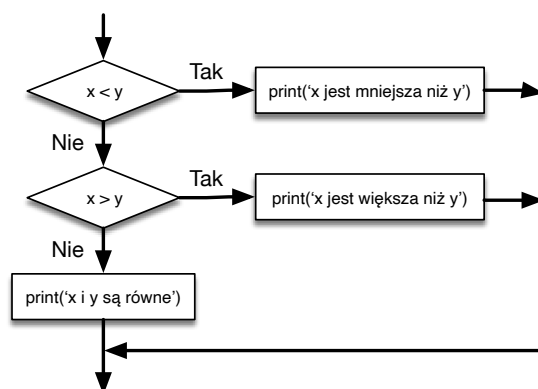 x < y
Tak
print(‘x jest mniejsza niż y’)
Nie
x > y
Tak
print(‘x jest większa niż y’)
Nie
print(‘x i y są równe’)